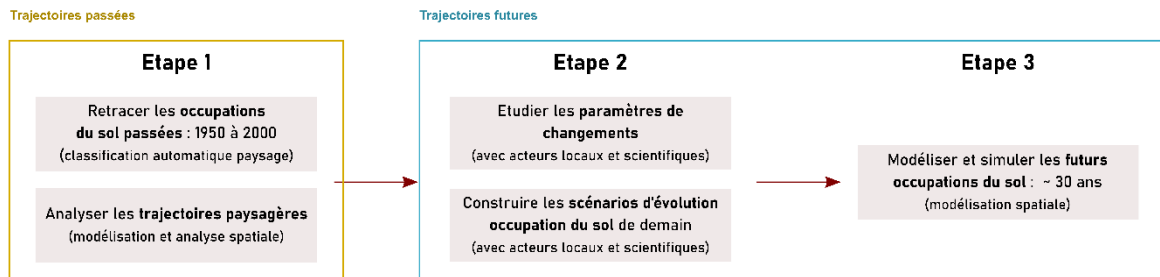 Trajectoires passées
Trajectoires futures
Etape 1
Retracer les occupations
du sol passées : 1950 à 2000
(classification automatique paysage)
Analyser les trajectoires paysagères
(modélisation et analyse spatiale)
Etape 2
Etudier les paramètres de
changements
(avec acteurs locaux et scientifiques)
Construire les scénarios d'évolution
occupation du sol de demain
(avec acteurs locaux et scientifiques)
Etape 3
Modéliser et simuler les futurs
occupations du sol : ~ 30 ans
(modélisation spatiale)